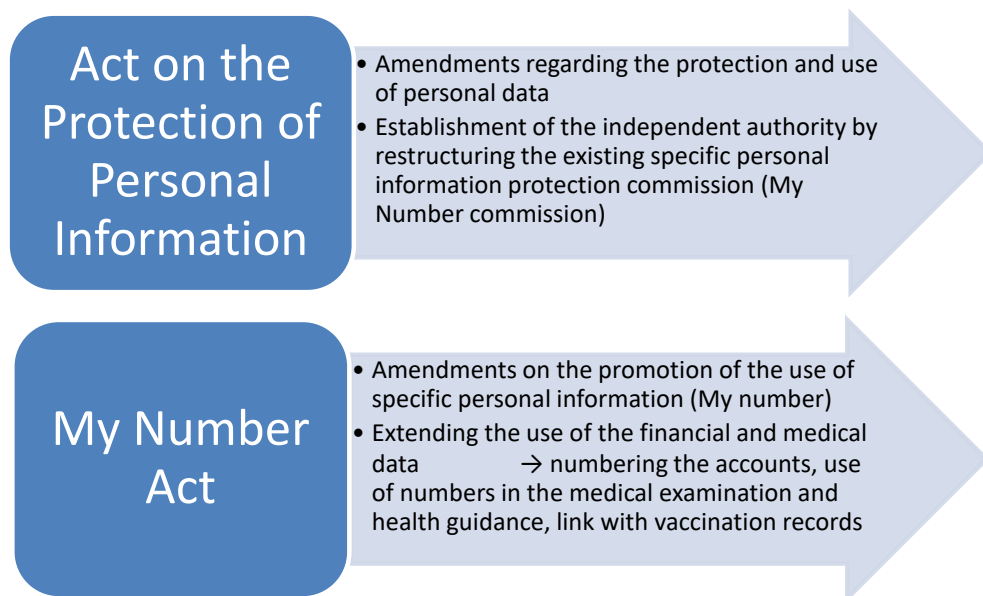 Act on the
Protection of
Personal
Information
• Amendments regarding the protection and use
of personal data
• Establishment of the independent authority by
restructuring the existing specific personal
information protection commission (My
Number commission)
My Number
Act
• Amendments on the promotion of the use of
specific personal information (My number)
• Extending the use of the financial and medical
data → numbering the accounts, use
of numbers in the medical examination and
health guidance, link with vaccination records